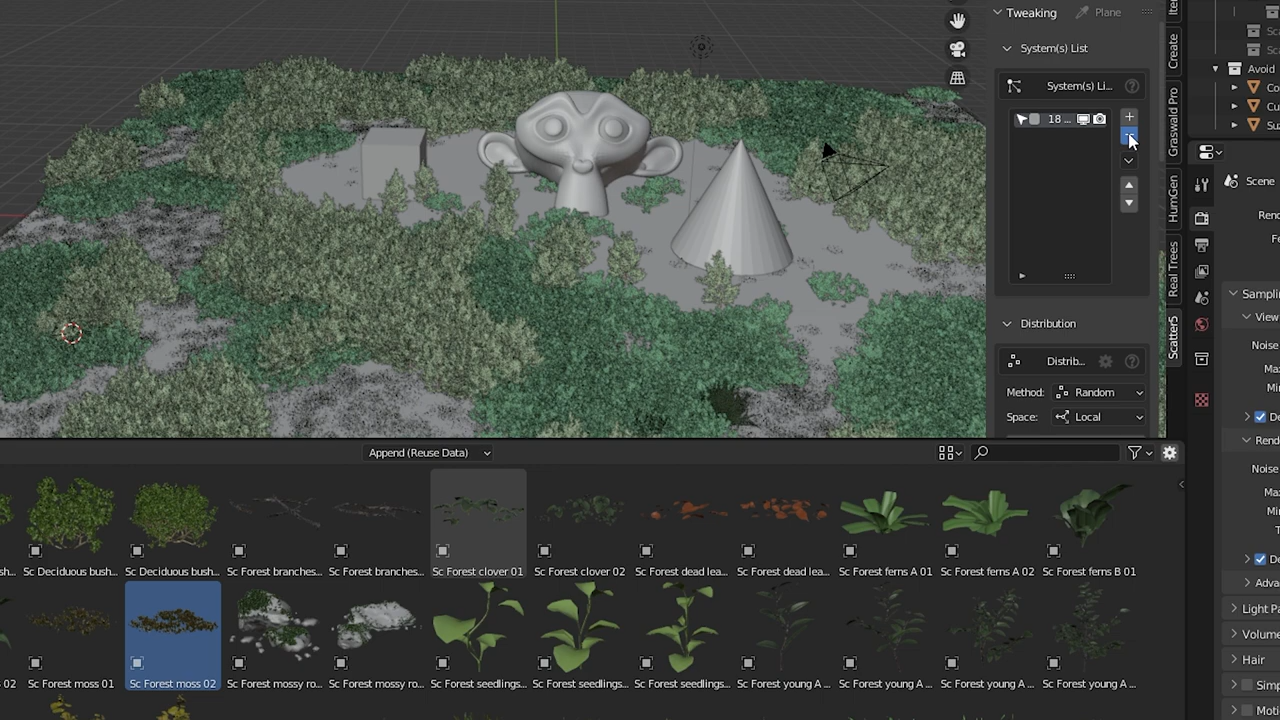 Tweaking
Plane
System(s) List
System(s) Li...
18 ...
Distribution
Distrib...
Method:
Random
Space:
Local
Create
Graswald Pro
HumGen
Real Trees
Scatter5
Avoid
Scene
Sampli
View
Noise
Rend
Noise
Light Pa
Volume
Hair
Append (Reuse Data)
Sc Deciduous bush...
Sc Deciduous bush...
Sc Forest branches...
Sc Forest branches...
Sc Forest clover 01
Sc Forest clover 02
Sc Forest dead lea...
Sc Forest dead lea...
Sc Forest ferns A 01
Sc Forest ferns A 02
Sc Forest ferns B 01
02
Sc Forest moss 01
Sc Forest moss 02
Sc Forest mossy ro...
Sc Forest mossy ro...
Sc Forest seedlings...
Sc Forest seedlings...
Sc Forest seedlings...
Sc Forest young A ...
Sc Forest young A ...
Sc Forest young A ...
Sc Forest young A ...